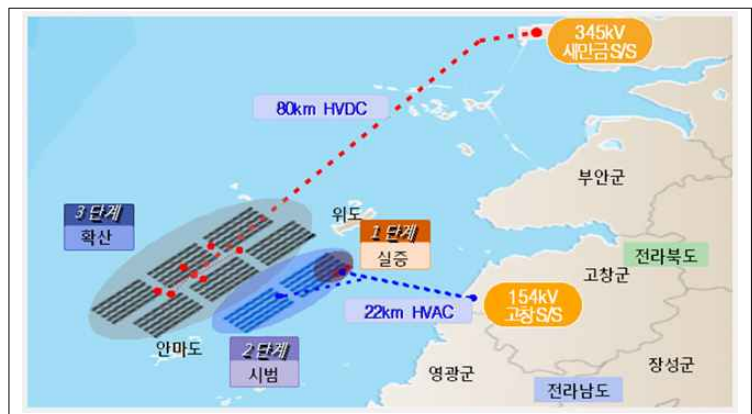 345kV
새만금S/S
80km HVDC
부안군
3 단계
확산
위도
1 단계
실증
전라북도
고창군
154kV
고창S/S
22km HVAC
안마도
2 단계
시범
영광군
장성군
전라남도